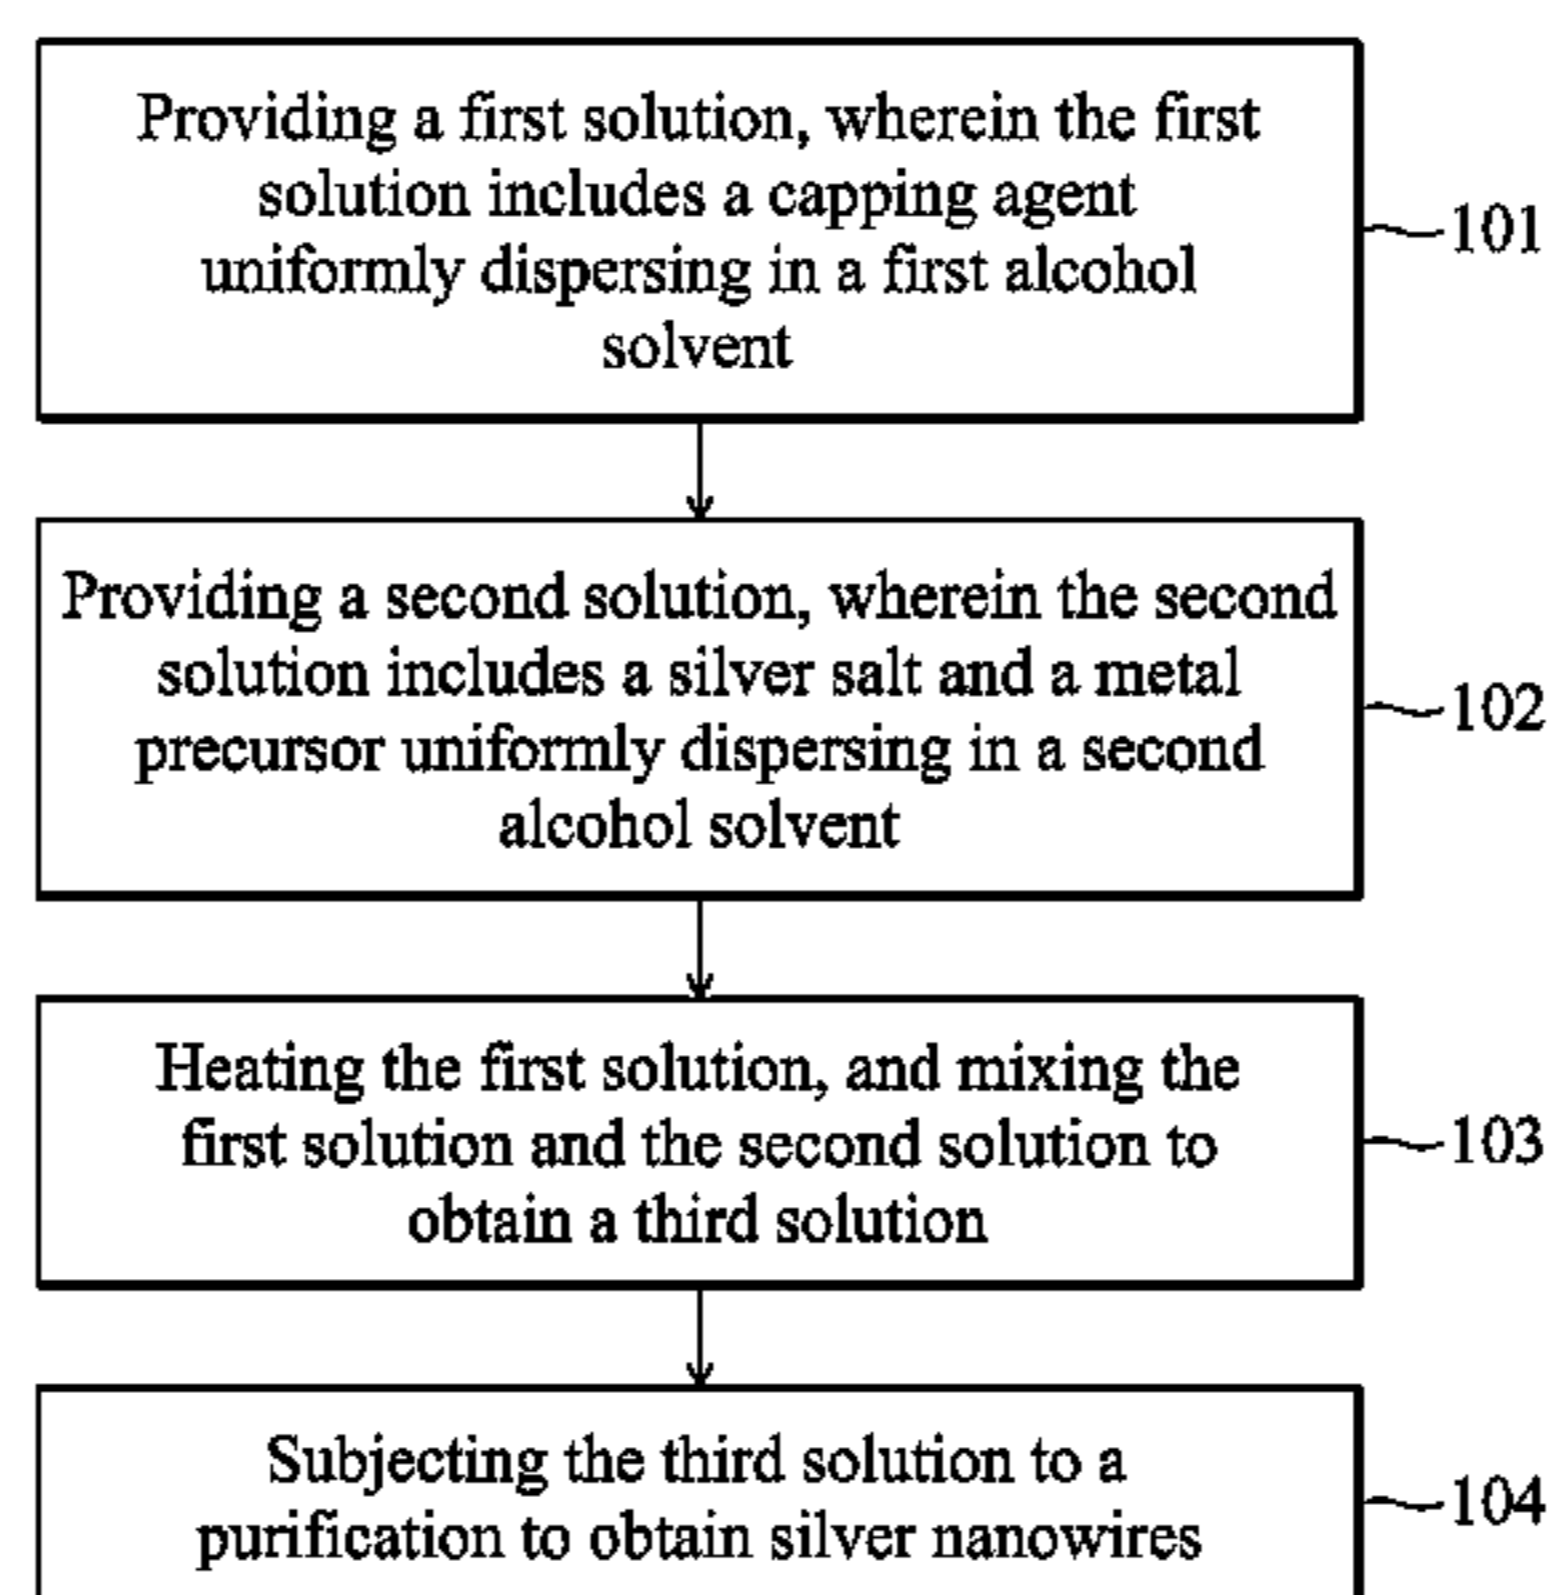 Providing a first solution, wherein the first
solution includes a capping agent
uniformly dispersing in a first alcohol
solvent
101
Providing a second solution, wherein the second
solution includes a silver salt and a metal
precursor uniformly dispersing in a second
alcohol solvent
102
Heating the first solution, and mixing the
first solution and the second solution to
obtain a third solution
103
Subjecting the third solution to a
purification to obtain silver nanowires
104